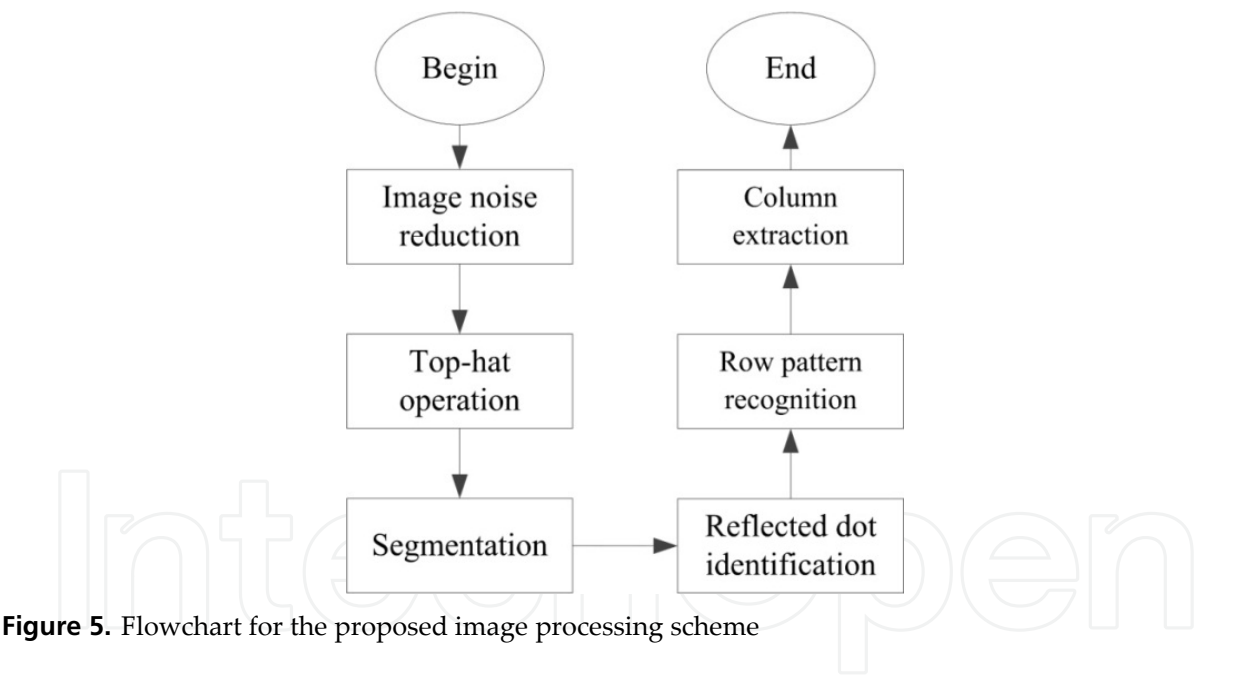 Begin
Image noise
reduction
Top-hat
operation
Segmentation
Reflected dot
identification
Row pattern
recognition
Column
extraction
End
IntechOpen
Figure 5. Flowchart for the proposed image processing scheme